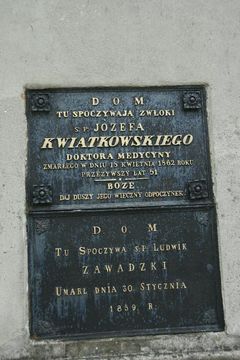 D O M
TU SPOCZYWAJĄ ZWŁOKI
Ś. P. JÓZEFA
KWIATKOWSKIEGO
DOKTORA MEDYCYNY
ZMARŁEGO W DNIU 15 KWIETNIA 1862 ROKU
PRZEŻYWSZY LAT 51
BOŻE
DAJ DUSZY JEGO WIECZNY ODPOCZYNEK
D O M
TU SPOCZYWA Ś. P. LUDWIK
ZAWADZKI
UMARŁ DNIA 30 STYCZNIA
1859. R.